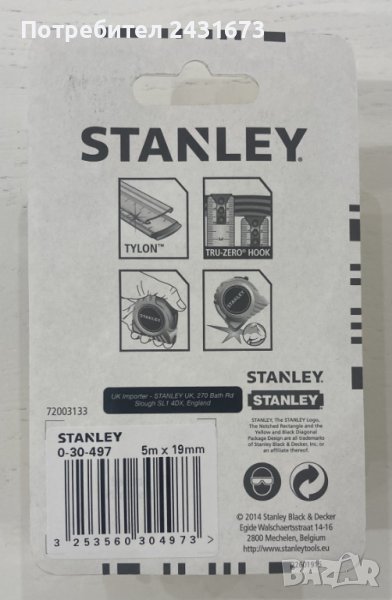 Потребител 2431673
STANLEY®
TYLON™
TRU-ZERO® HOOK
STANLEY
STANLEY
UK Importer - STANLEY UK, 270 Bath Rd
Slough SL1 4DX, England
STANLEY®
STANLEY
72003133
STANLEY, The STANLEY Logo,
The Notched Rectangle and the
Yellow and Black Diagonal
Package Design are all trademarks
of Stanley Black & Decker, Inc. or
an affiliate thereof.
STANLEY
0-30-497 5m x 19mm
3 253560 304973 >
© 2014 Stanley Black & Decker
Egide Walschaertsstraat 14-16
2800 Mechelen, Belgium
http://www.stanleytools.eu
BAZAR